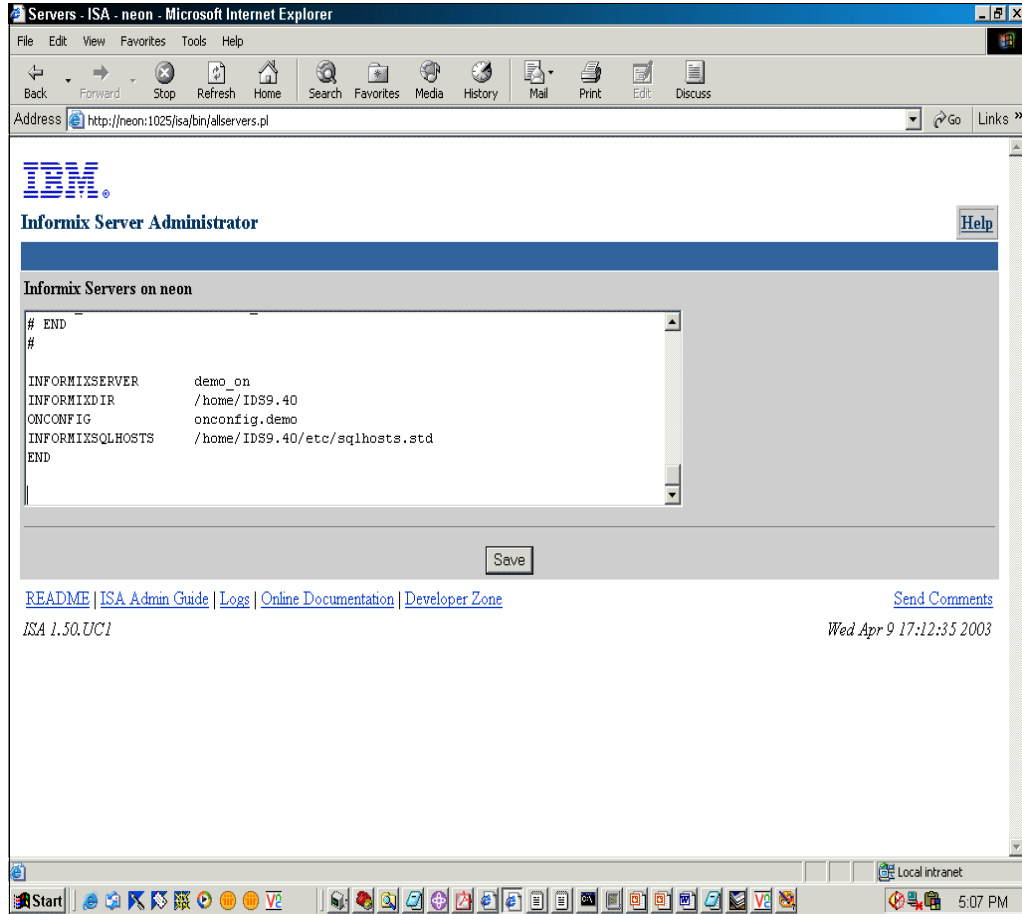 Servers - ISA - neon - Microsoft Internet Explorer
File Edit View Favorites Tools Help
Back Forward Stop Refresh Home Search Favorites Media History Mail Print Edit Discuss
Address http://neon:1025/isa/bin/allservers.pl Go Links »
IBM®
Informix Server Administrator Help
Informix Servers on neon
# END
#
INFORMIXSERVER demo_on
INFORMIXDIR /home/IDS9.40
ONCONFIG onconfig.demo
INFORMIXSQLHOSTS /home/IDS9.40/etc/sqlhosts.std
END
Save
README | ISA Admin Guide | Logs | Online Documentation | Developer Zone Send Comments
ISA 1.50.UC1 Wed Apr 9 17:12:35 2003
Local intranet
Start 5:07 PM